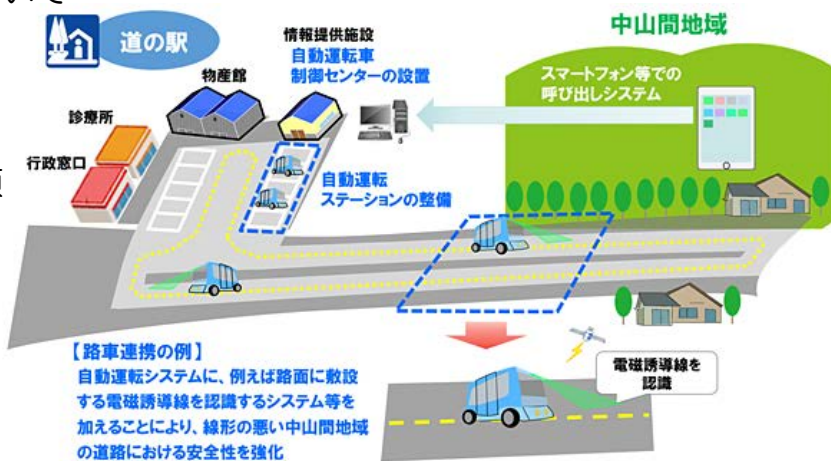 いて
道の駅
情報提供施設
自動運転車
制御センターの設置
物産館
診療所
行政窓口
自動運転
ステーションの整備
中山間地域
スマートフォン等での
呼び出しシステム
【路車連携の例】
自動運転システムに、例えば路面に敷設
する電磁誘導線を認識するシステム等を
加えることにより、線形の悪い中山間地域
の道路における安全性を強化
電磁誘導線を
認識